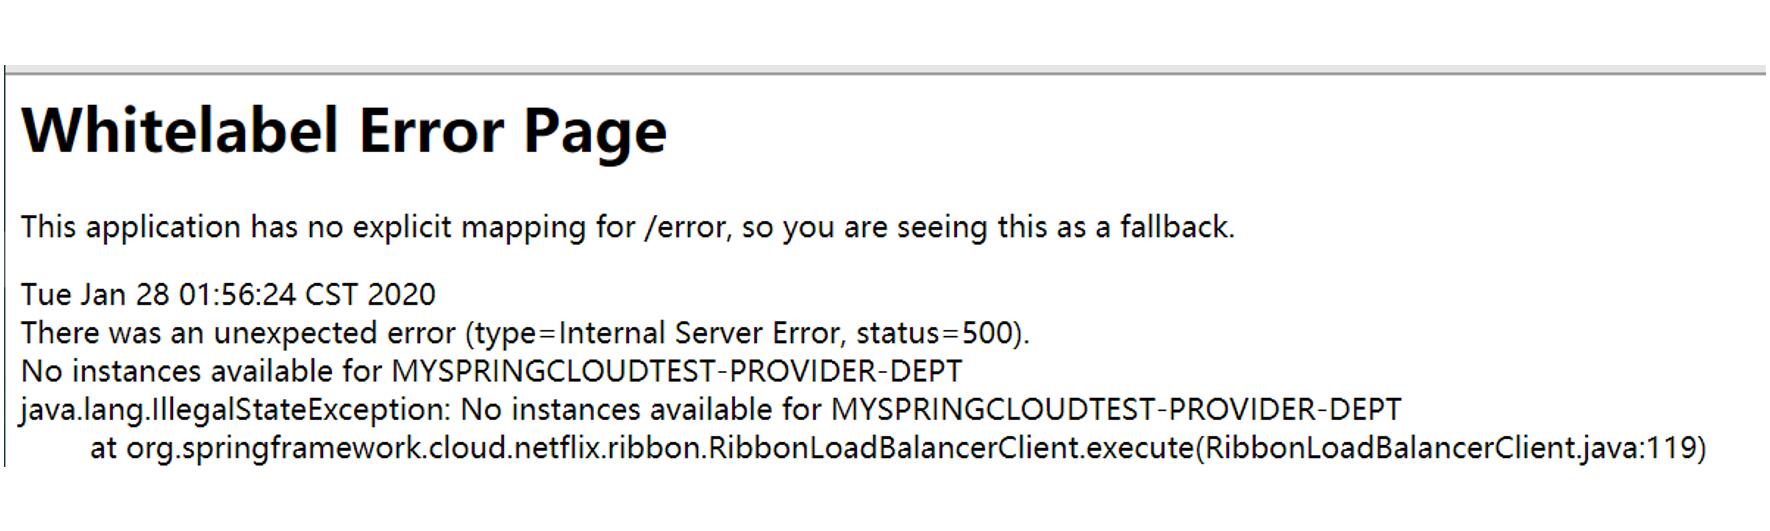 Whitelabel Error Page
This application has no explicit mapping for /error, so you are seeing this as a fallback.
Tue Jan 28 01:56:24 CST 2020
There was an unexpected error (type=Internal Server Error, status=500).
No instances available for MYSPRINGCLOUDTEST-PROVIDER-DEPT
java.lang.IllegalStateException: No instances available for MYSPRINGCLOUDTEST-PROVIDER-DEPT
at org.springframework.cloud.netflix.ribbon.RibbonLoadBalancerClient.execute(RibbonLoadBalancerClient.java:119)